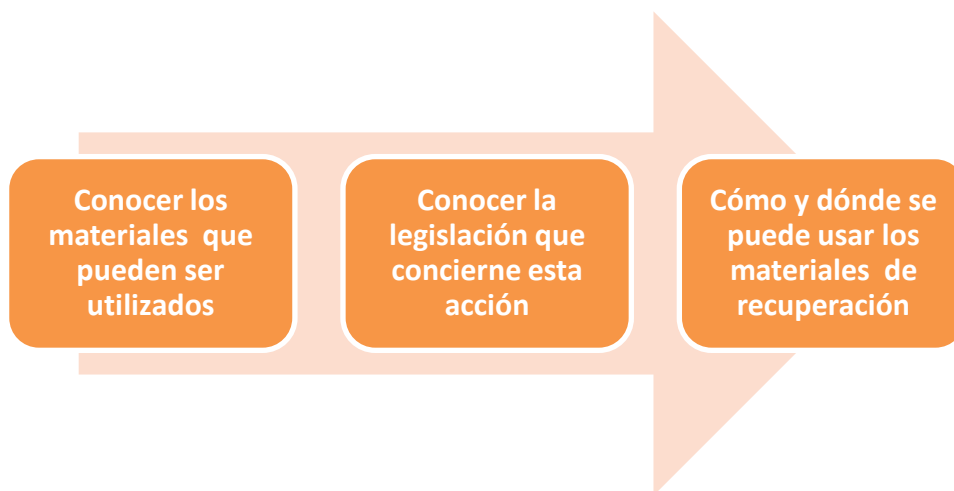 Conocer los
materiales  que
pueden ser
utilizados
Conocer la
legislación que
concierne esta
acción
Cómo y dónde se
puede usar los
materiales  de
recuperación